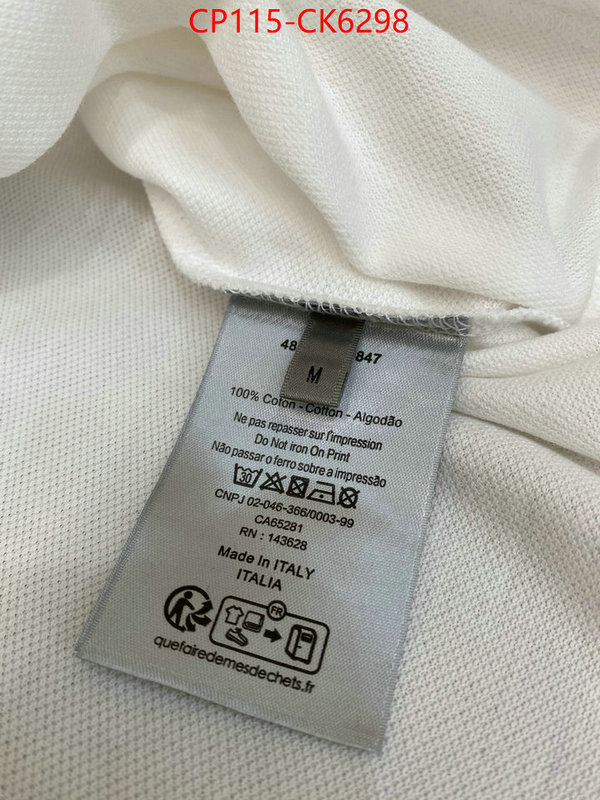 CP115-CK6298
48 847
M
100% Coton - Cotton - Algodão
Ne pas repasser sur l'impression
Do Not iron On Print
Não passar o ferro sobre a impressão
30
CNPJ 02-046-366/0003-99
CA65281
RN : 143628
Made In ITALY
ITALIA
FR
quefairedemesdechets.fr